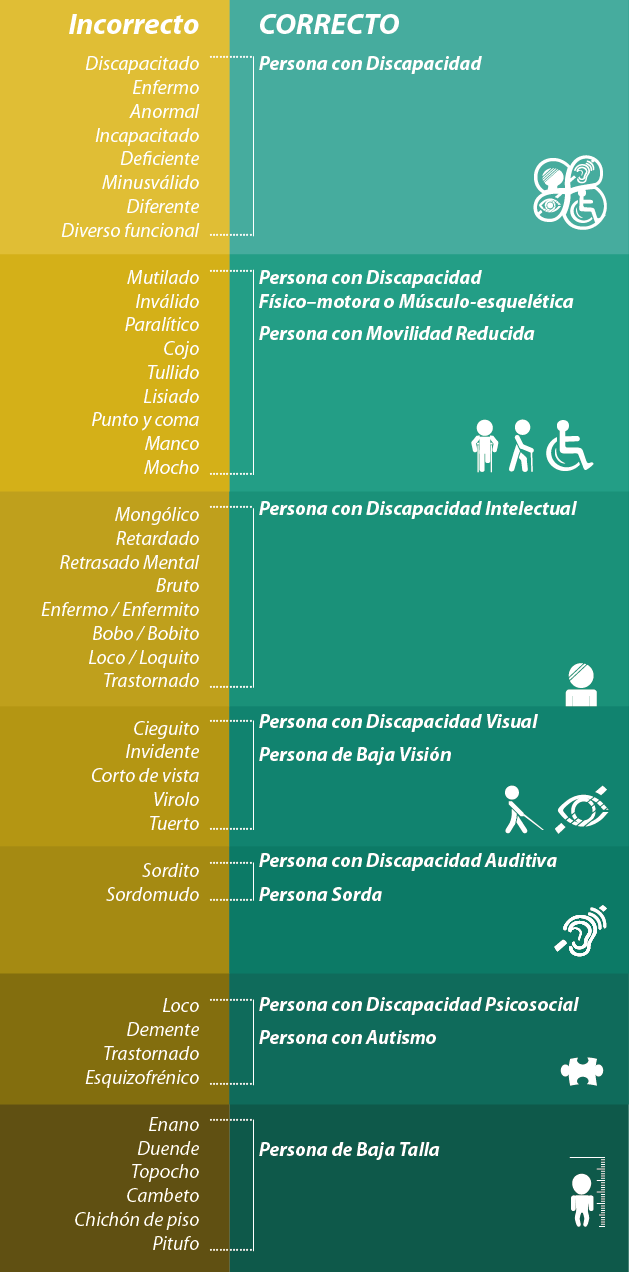 Incorrecto
CORRECTO
Discapacitado
Enfermo
Anormal
Incapacitado
Deficiente
Minusválido
Diferente
Diverso funcional
Persona con Discapacidad
Mutilado
Inválido
Paralítico
Cojo
Tullido
Lisiado
Punto y coma
Manco
Mocho
Persona con Discapacidad
Físico–motora o Músculo-esquelética
Persona con Movilidad Reducida
Mongólico
Retardado
Retrasado Mental
Bruto
Enfermo / Enfermito
Bobo / Bobito
Loco / Loquito
Trastornado
Persona con Discapacidad Intelectual
Cieguito
Invidente
Corto de vista
Virolo
Tuerto
Persona con Discapacidad Visual
Persona de Baja Visión
Sordito
Sordomudo
Persona con Discapacidad Auditiva
Persona Sorda
Loco
Demente
Trastornado
Esquizofrénico
Persona con Discapacidad Psicosocial
Persona con Autismo
Enano
Duende
Topocho
Cambeto
Chichón de piso
Pitufo
Persona de Baja Talla